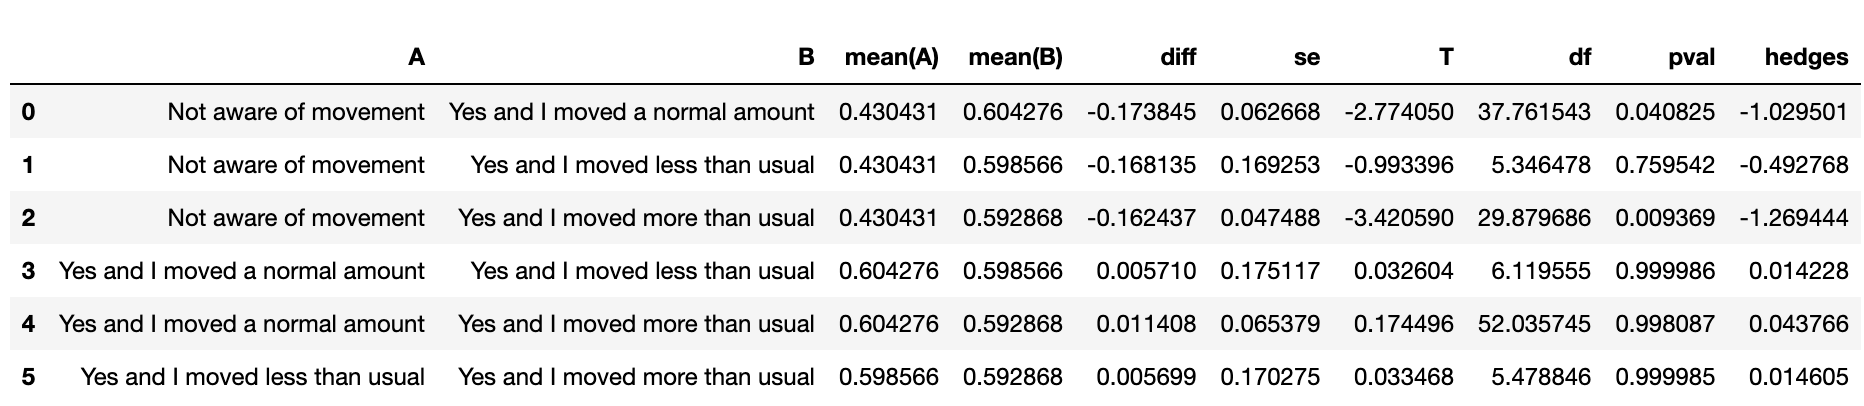 A B mean(A) mean(B) diff se T df pval hedges
0 Not aware of movement Yes and I moved a normal amount 0.430431 0.604276 -0.173845 0.062668 -2.774050 37.761543 0.040825 -1.029501
1 Not aware of movement Yes and I moved less than usual 0.430431 0.598566 -0.168135 0.169253 -0.993396 5.346478 0.759542 -0.492768
2 Not aware of movement Yes and I moved more than usual 0.430431 0.592868 -0.162437 0.047488 -3.420590 29.879686 0.009369 -1.269444
3 Yes and I moved a normal amount Yes and I moved less than usual 0.604276 0.598566 0.005710 0.175117 0.032604 6.119555 0.999986 0.014228
4 Yes and I moved a normal amount Yes and I moved more than usual 0.604276 0.592868 0.011408 0.065379 0.174496 52.035745 0.998087 0.043766
5 Yes and I moved less than usual Yes and I moved more than usual 0.598566 0.592868 0.005699 0.170275 0.033468 5.478846 0.999985 0.014605